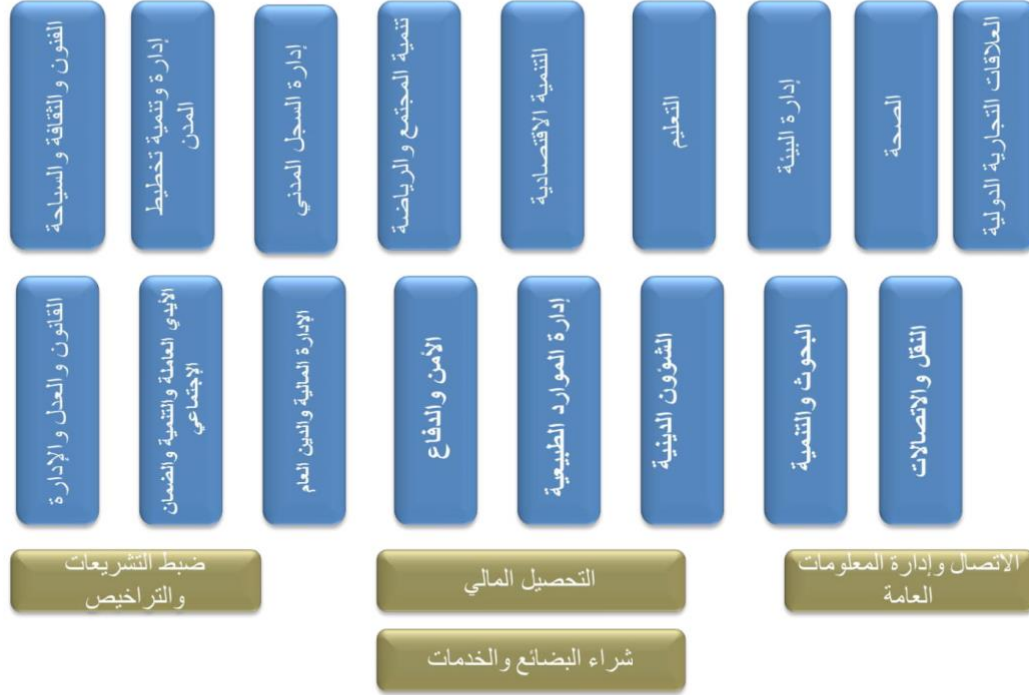 العلاقات التجارية الدولية
الصحة
إدارة البيئة
التعليم
التنمية الاقتصادية
تنمية المجتمع والرياضة
إدارة السجل المدني
إدارة وتنمية تخطيط
المدن
الفنون والثقافة والسياحة
النقل والاتصالات
البحوث والتنمية
الشؤون الدينية
إدارة الموارد الطبيعية
الأمن والدفاع
الإدارة المالية والدين العام
الأيدي العاملة والتنمية والضمان
الإجتماعي
القانون والعدل والإدارة
الاتصال وإدارة المعلومات
العامة
التحصيل المالي
ضبط التشريعات
والتراخيص
شراء البضائع والخدمات